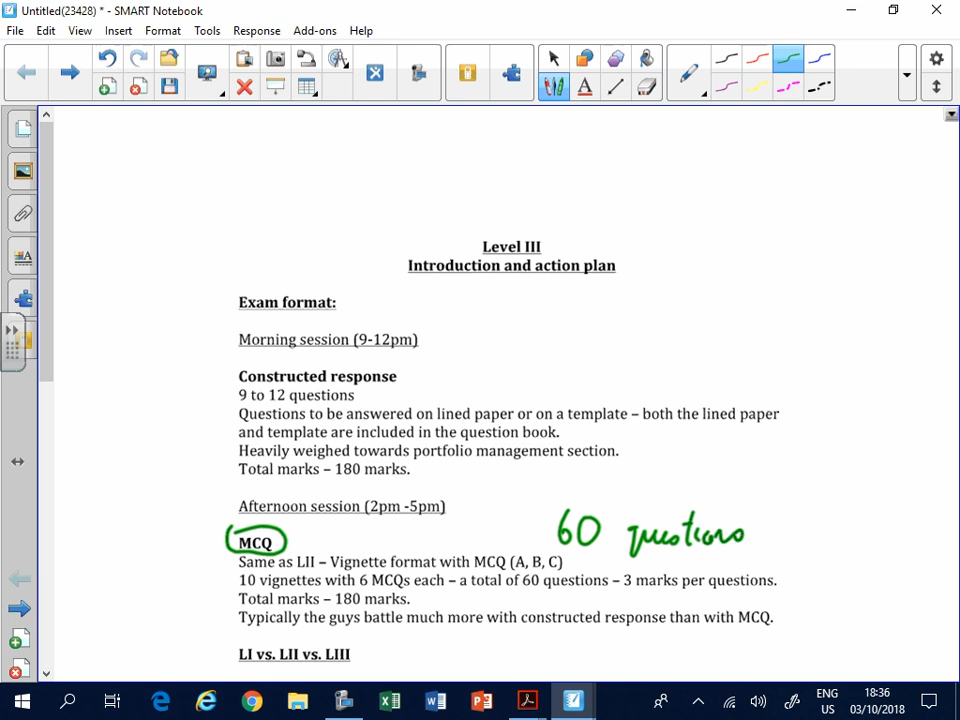 Untitled(23428) * - SMART Notebook
File Edit View Insert Format Tools Response Add-ons Help
Level III
Introduction and action plan
Exam format:
Morning session (9-12pm)
Constructed response
9 to 12 questions
Questions to be answered on lined paper or on a template – both the lined paper
and template are included in the question book.
Heavily weighed towards portfolio management section.
Total marks – 180 marks.
Afternoon session (2pm -5pm)
60 questions
MCQ
Same as LII – Vignette format with MCQ (A, B, C)
10 vignettes with 6 MCQs each – a total of 60 questions – 3 marks per questions.
Total marks – 180 marks.
Typically the guys battle much more with constructed response than with MCQ.
LI vs. LII vs. LIII
ENG 18:36
US 03/10/2018